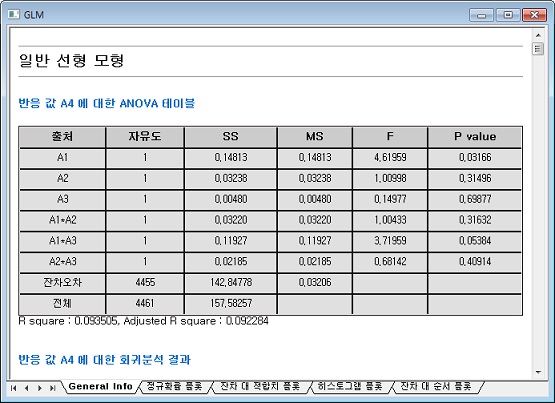 GLM
일반 선형 모형
반응 값 A4 에 대한 ANOVA 테이블
출처 자유도 SS MS F P value
A1 1 0,14813 0,14813 4,61959 0,03166
A2 1 0,03238 0,03238 1,00998 0,31496
A3 1 0,00480 0,00480 0,14977 0,69877
A1*A2 1 0,03220 0,03220 1,00433 0,31632
A1*A3 1 0,11927 0,11927 3,71959 0,05384
A2*A3 1 0,02185 0,02185 0,68142 0,40914
잔차오차 4455 142,84778 0,03206
전체 4461 157,58257
R square : 0,093505, Adjusted R square : 0,092284
반응 값 A4 에 대한 회귀분석 결과
General Info 정규확률 플롯 잔차 대 적합치 플롯 히스토그램 플롯 잔차 대 순서 플롯